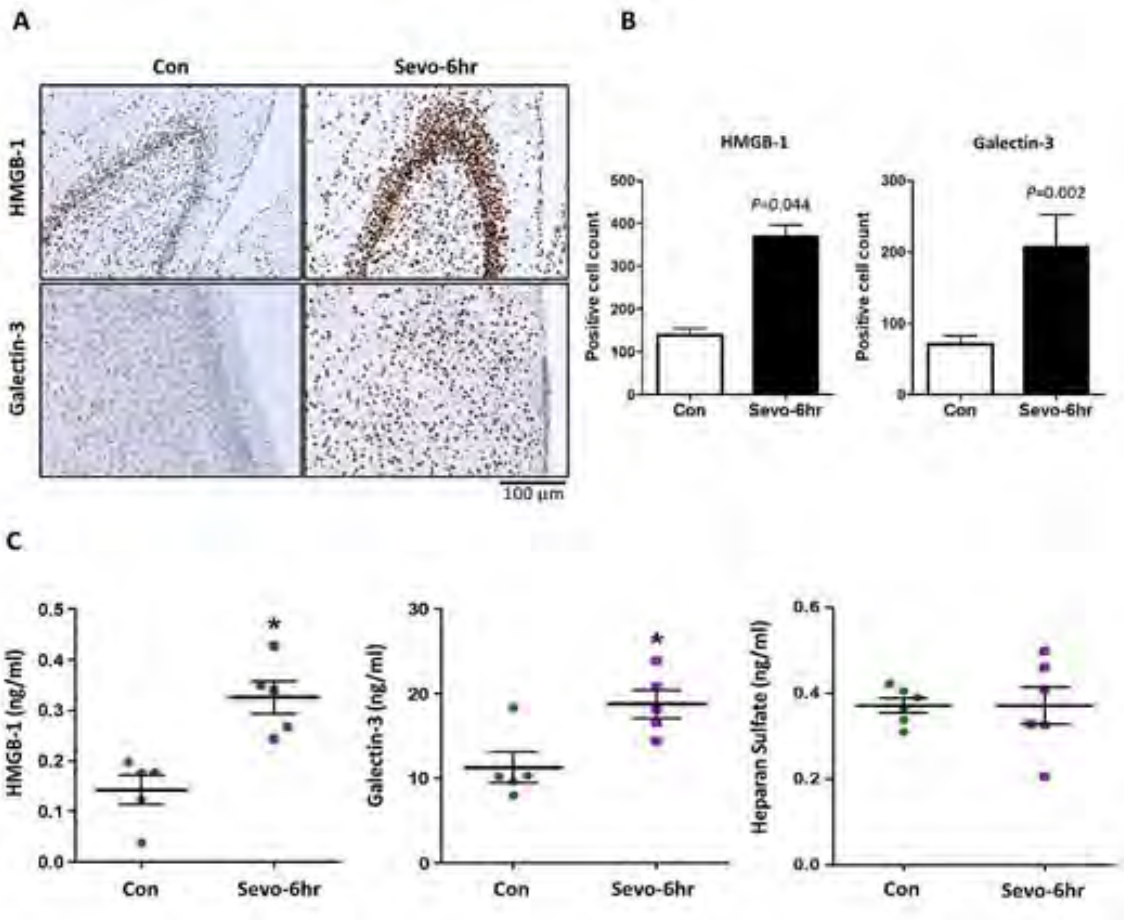 A
B
Con
Sevo-6hr
HMGB-1
Galectin-3
100 µm
HMGB-1
Positive cell count
500
400
300
200
100
0
P=0.044
Con
Sevo-6hr
Galectin-3
Positive cell count
300
200
100
0
P=0.002
Con
Sevo-6hr
C
HMGB-1 (ng/ml)
0.5
0.4
0.3
0.2
0.1
0.0
*
Con
Sevo-6hr
Galectin-3 (ng/ml)
30
20
10
0
*
Con
Sevo-6hr
Heparan Sulfate (ng/ml)
0.6
0.4
0.2
0.0
Con
Sevo-6hr